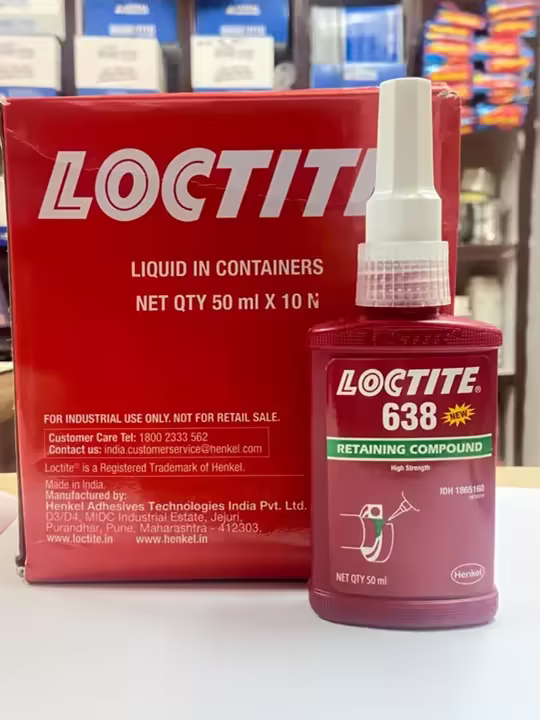 LOCTITE
LIQUID IN CONTAINERS
NET QTY 50 ml X 10 N
FOR INDUSTRIAL USE ONLY. NOT FOR RETAIL SALE.
Customer Care Tel: 1800 2333 562
Contact us: india.customerservice@henkel.com
Loctite® is a Registered Trademark of Henkel.
Made in India.
Manufactured by:
Henkel Adhesives Technologies India Pvt. Ltd.
D3/D4, MIDC Industrial Estate, Jejuri,
Purandhar, Pune, Maharashtra - 412303.
www.loctite.in www.henkel.in
LOCTITE®
638 NEW
RETAINING COMPOUND
High Strength
IDH 1865160
NET QTY 50 ml
Henkel